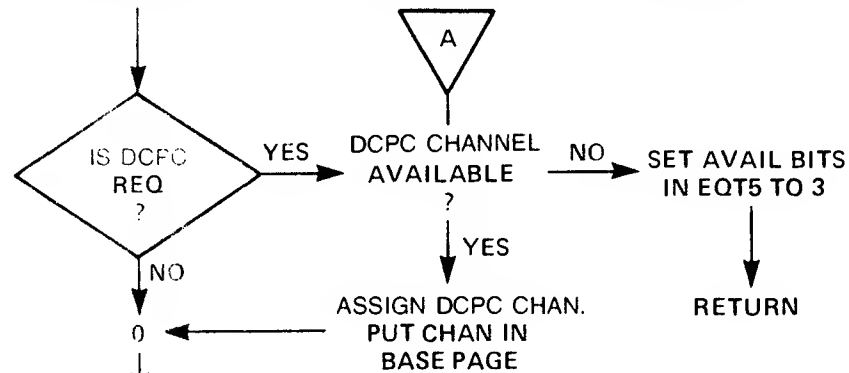 A
IS DCPC
REQ
?
YES
DCPC CHANNEL
AVAILABLE
?
NO
SET AVAIL BITS
IN EQT5 TO 3
NO
YES
RETURN
0
ASSIGN DCPC CHAN.
PUT CHAN IN
BASE PAGE